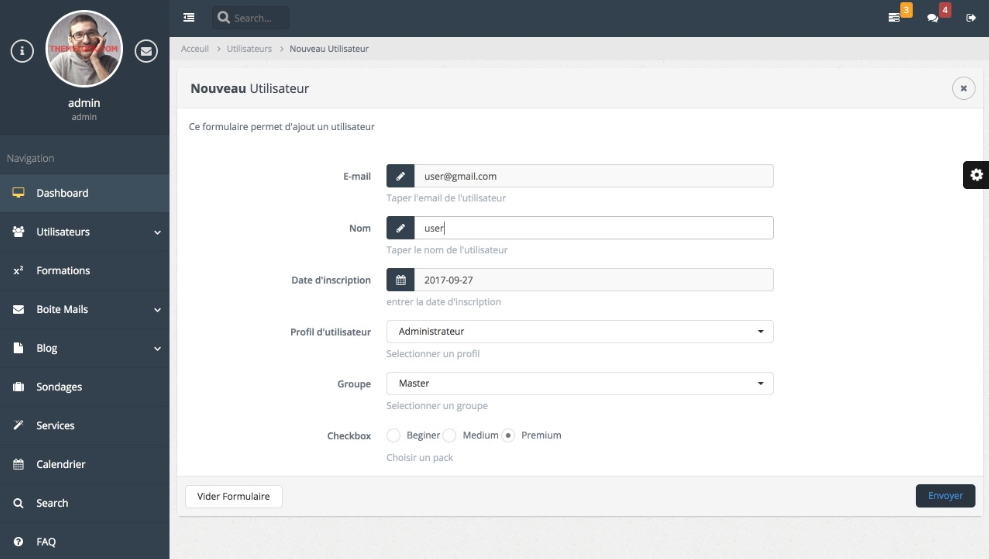 Search...
3
4
THEMEFOREST.COM
admin
admin
Navigation
Dashboard
Utilisateurs
x² Formations
Boite Mails
Blog
Sondages
Services
Calendrier
Search
FAQ
Acceuil > Utilisateurs > Nouveau Utilisateur
Nouveau Utilisateur
Ce formulaire permet d'ajout un utilisateur
E-mail user@gmail.com
Taper l'email de l'utilisateur
Nom user
Taper le nom de l'utilisateur
Date d'inscription 2017-09-27
entrer la date d'inscription
Profil d'utilisateur Administrateur
Selectionner un profil
Groupe Master
Selectionner un groupe
Checkbox Beginer Medium Premium
Choisir un pack
Vider Formulaire Envoyer